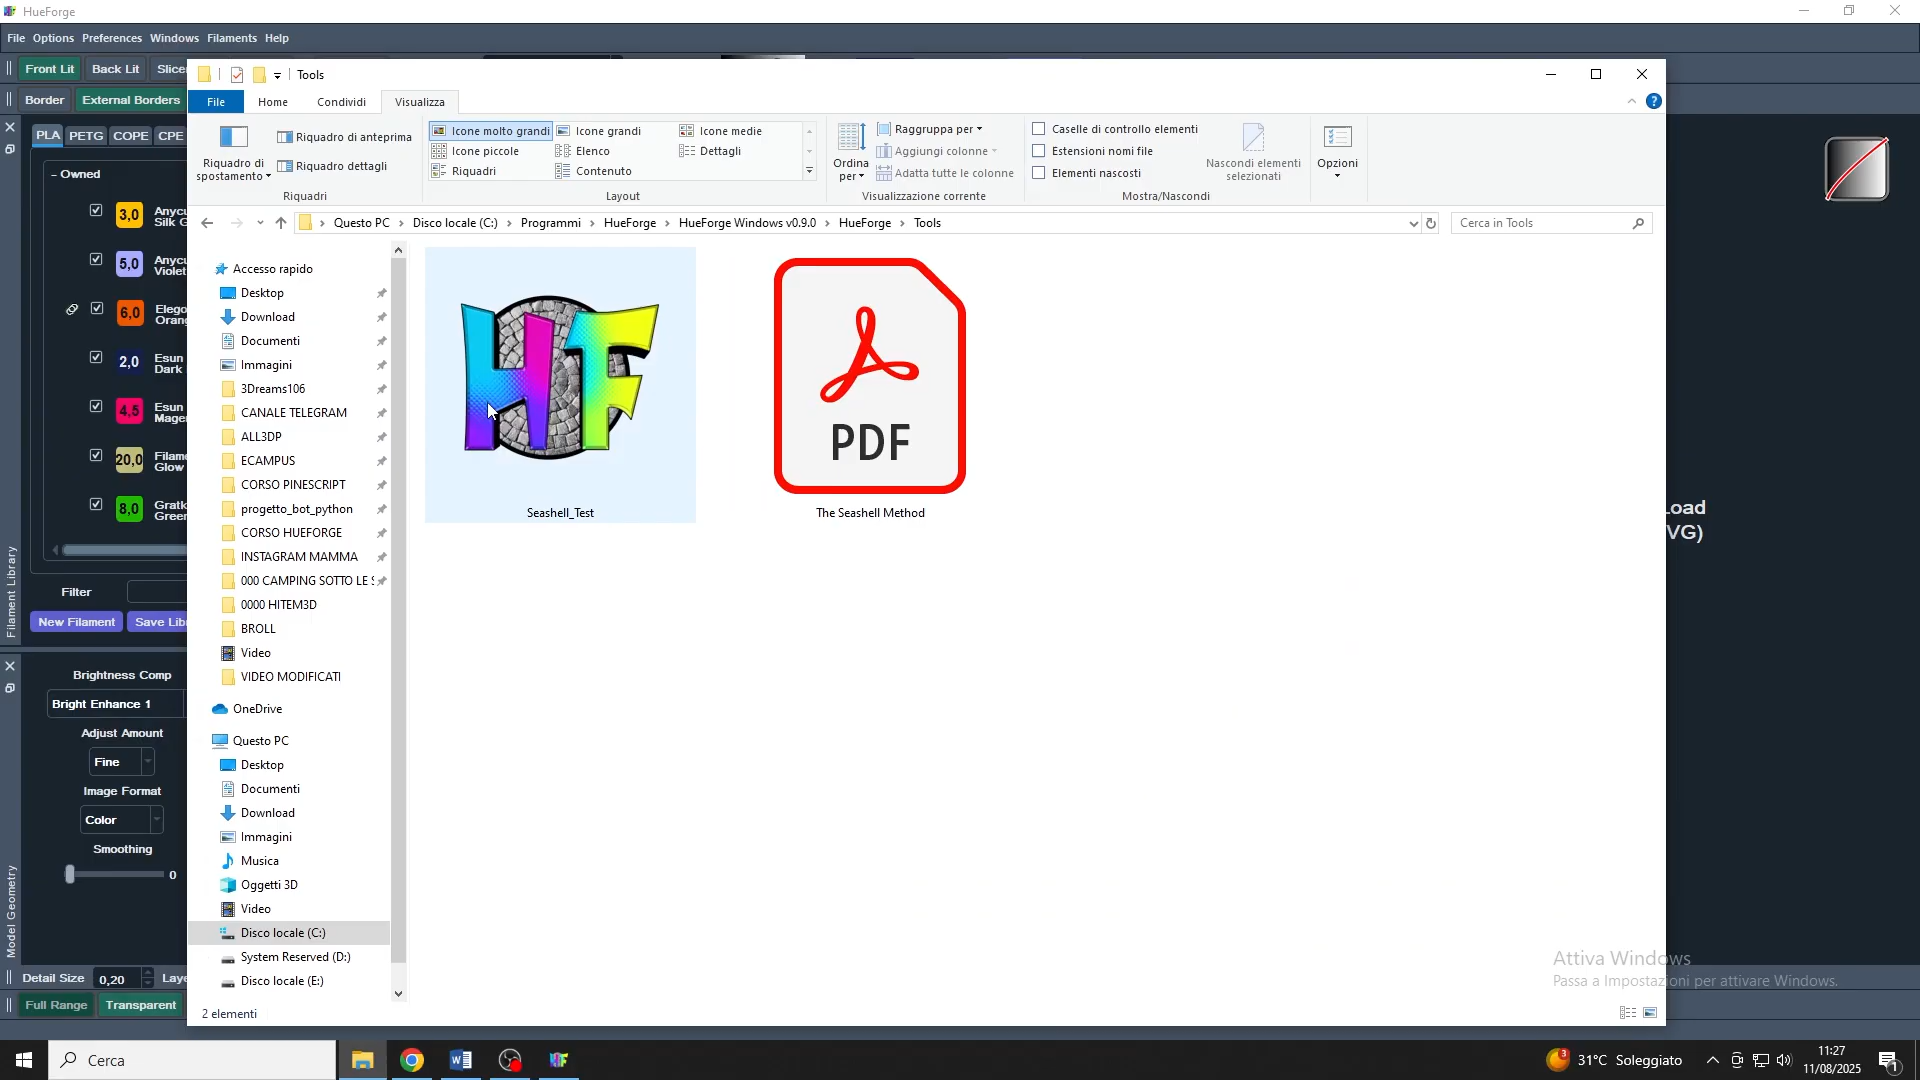 HueForge
File Options Preferences Windows Filaments Help
Front Lit Back Lit Slicer
Border External Borders
PLA PETG COPE CPE
Owned
3,0
5,0
6,0
2,0
4,5
20,0
8,0
Filament Library
Filter
New Filament Save
Brightness Comp
Bright Enhance 1
Adjust Amount
Fine
Image Format
Color
Smoothing
0
Model Geometry
Detail Size 0,20
Full Range Transparent
Tools
File Home Condividi Visualizza
Riquadro di spostamento
Riquadro di anteprima
Riquadro dettagli
Riquadri
Icone molto grandi Icone grandi Icone medie
Icone piccole Elenco Dettagli
Riquadri Contenuto
Layout
Ordina per
Raggruppa per
Aggiungi colonne
Adatta tutte le colonne
Visualizzazione corrente
Caselle di controllo elementi
Estensioni nomi file
Elementi nascosti
Nascondi elementi selezionati
Mostra/Nascondi
Opzioni
Questo PC Disco locale (C:) Programmi HueForge HueForge Windows v0.9.0 HueForge Tools
Cerca in Tools
Accesso rapido
Desktop
Download
Documenti
Immagini
3Dreams106
CANALE TELEGRAM
ALL3DP
ECAMPUS
CORSO PINESCRIPT
progetto_bot_python
CORSO HUEFORGE
INSTAGRAM MAMMA
000 CAMPING SOTTO LE
0000 HITEM3D
BROLL
Video
VIDEO MODIFICATI
OneDrive
Questo PC
Desktop
Documenti
Download
Immagini
Musica
Oggetti 3D
Video
Disco locale (C:)
System Reserved (D:)
Disco locale (E:)
HF
Seashell_Test
PDF
The Seashell Method
2 elementi
Attiva Windows
Passa a Impostazioni per attivare Windows.
Cerca
31°C Soleggiato
11:27
11/08/2025